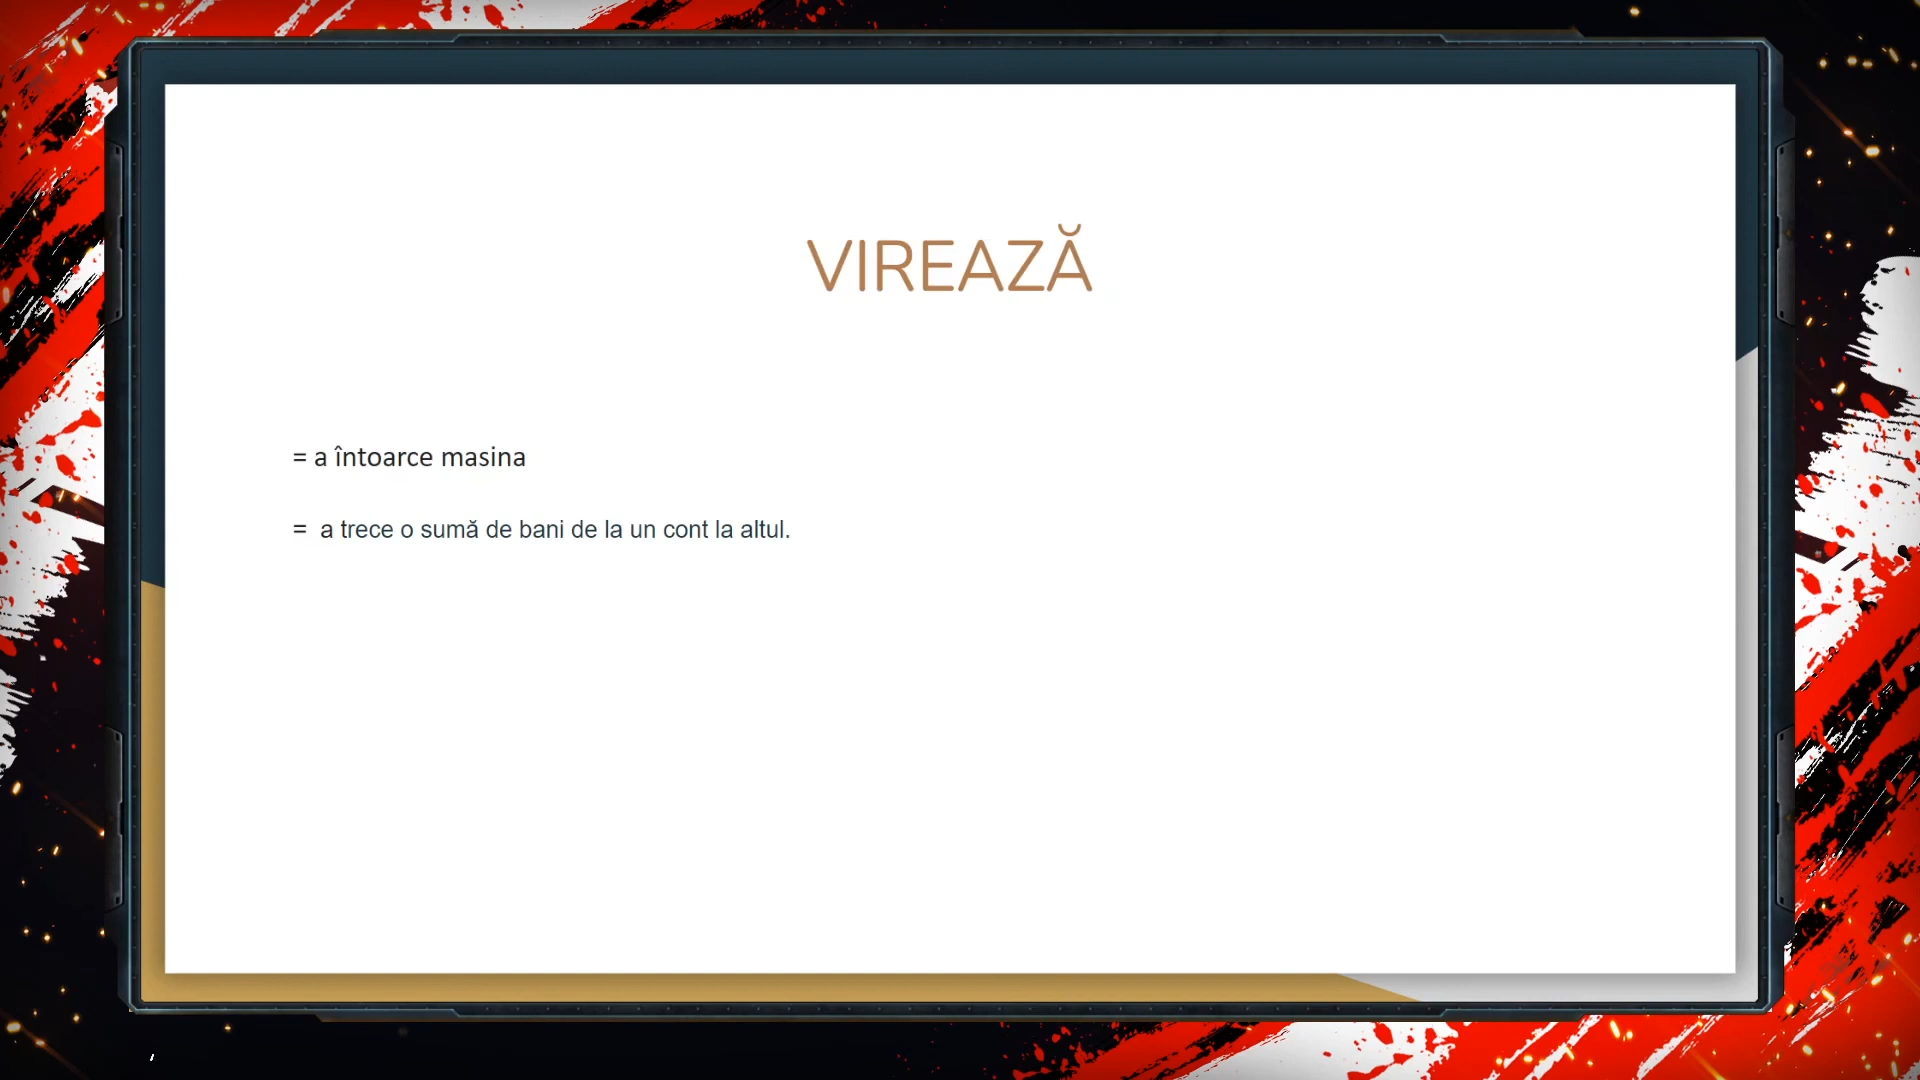 VIREAZĂ
= a întoarce masina
= a trece o sumă de bani de la un cont la altul.